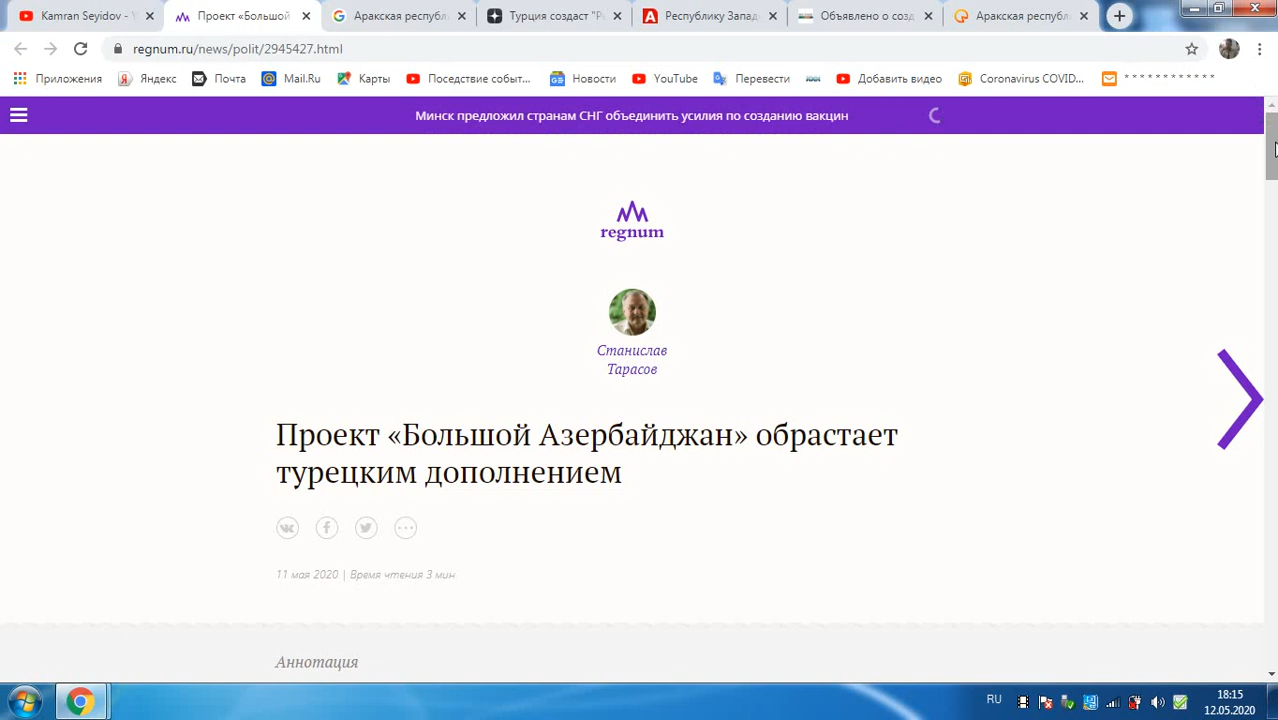 Kamran Seyidov -
Проект «Большой
Аракская республ
Турция создаст "Р
Республику Запад
Объявлено о созд
Аракская республ
regnum.ru/news/polit/2945427.html
Приложения Яндекс Почта Mail.Ru Карты Поседствие событ... Новости YouTube Перевести Добавить видео Coronavirus COVID... * * * * * * * * * * * *
Минск предложил странам СНГ объединить усилия по созданию вакцин
regnum
Станислав
Тарасов
Проект «Большой Азербайджан» обрастает
турецким дополнением
11 мая 2020 | Время чтения 3 мин
Аннотация
RU
18:15
12.05.2020